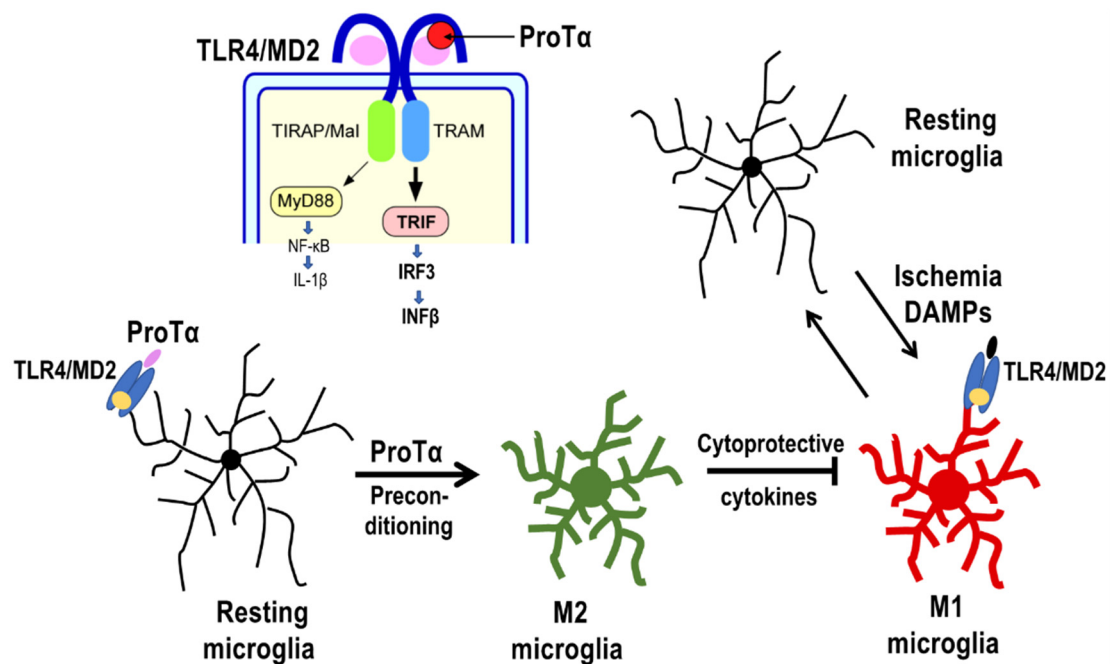 TLR4/MD2
ProTα
TIRAP/Mal
TRAM
MyD88
TRIF
NF-κB
IRF3
IL-1β
INFβ
Resting
microglia
Ischemia
DAMPs
TLR4/MD2
ProTα
TLR4/MD2
ProTα
Precon-
ditioning
Cytoprotective
cytokines
Resting
microglia
M2
microglia
M1
microglia